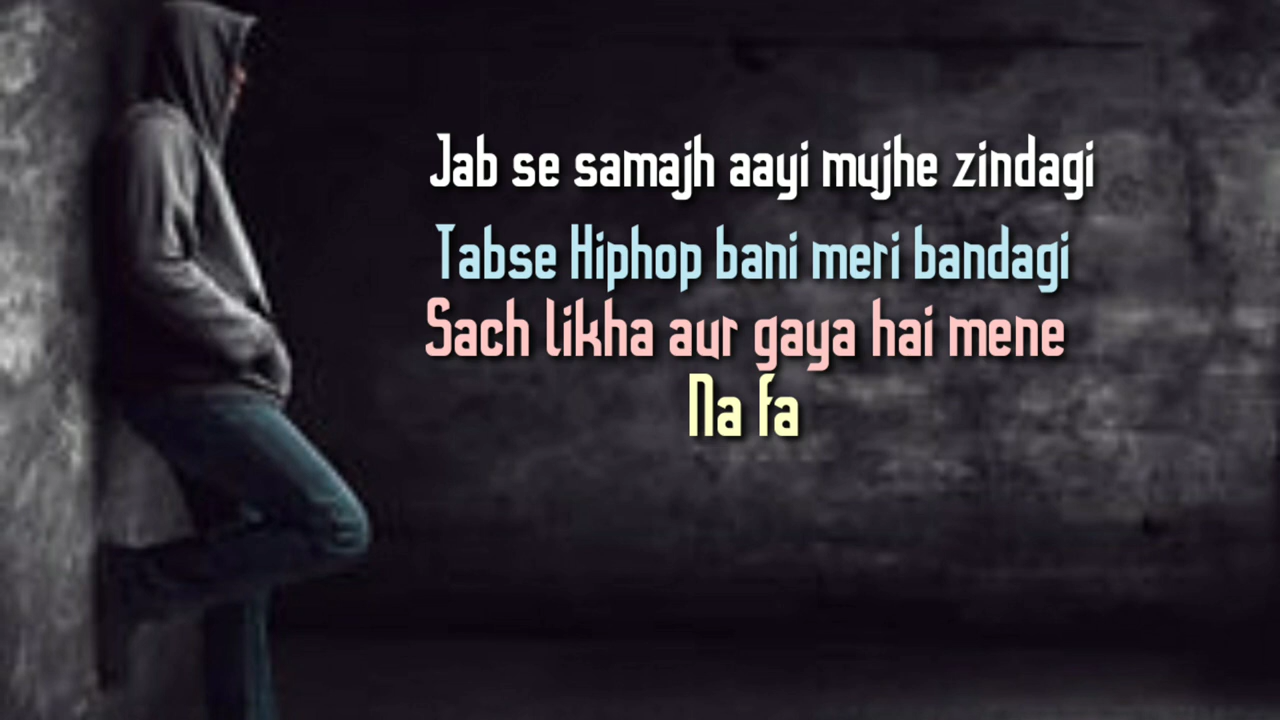 Jab se samajh aayi mujhe zindagi
Tabse Hiphop bani meri bandagi
Sach likha aur gaya hai mene
Na fa